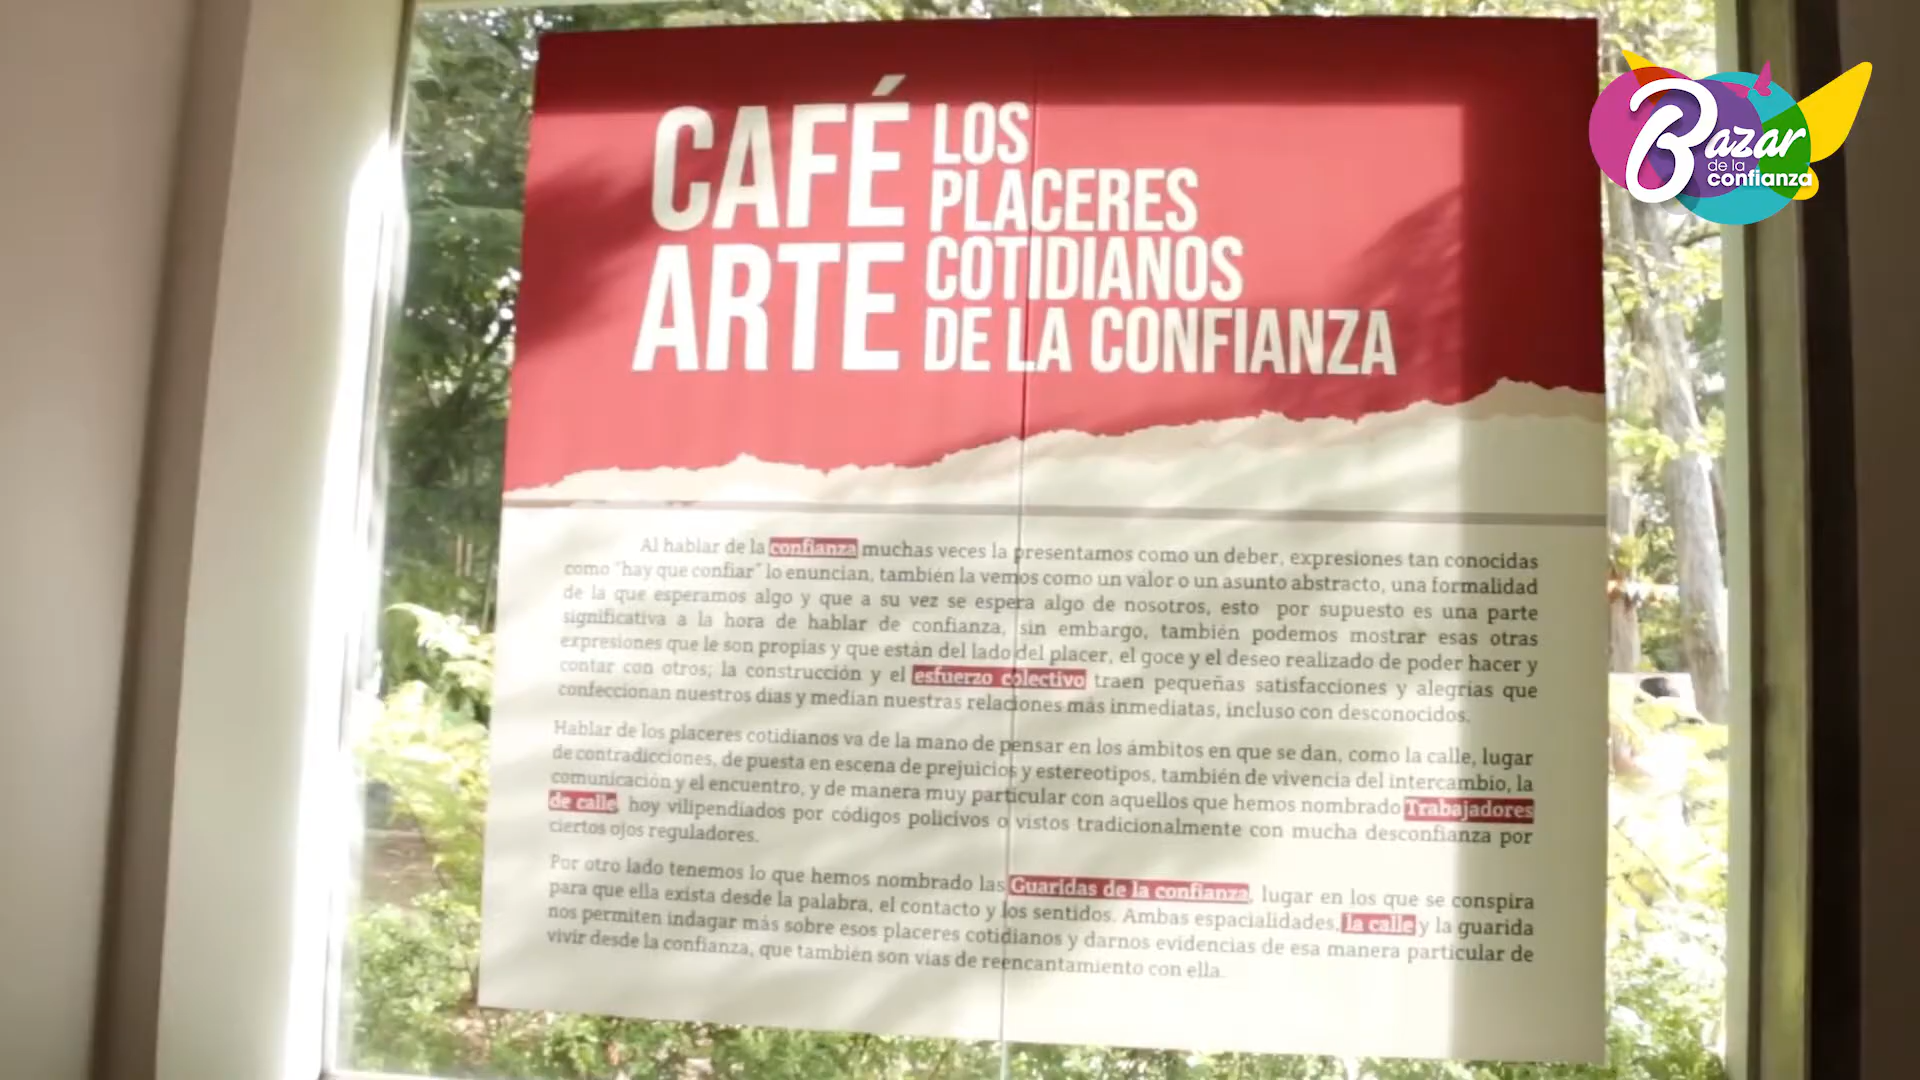 CAFÉ
ARTE
LOS
PLACERES
COTIDIANOS
DE LA CONFIANZA
Bazar
de la
confianza
Al hablar de la confianza muchas veces la presentamos como un deber, expresiones tan conocidas
como "hay que confiar" lo enuncian, también la vemos como un valor o un asunto abstracto, una formalidad
de la que esperamos algo y que a su vez se espera algo de nosotros, esto por supuesto es una parte
significativa a la hora de hablar de confianza, sin embargo, también podemos mostrar esas otras
expresiones que le son propias y que están del lado del placer, el goce y el deseo realizado de poder hacer y
contar con otros; la construcción y el esfuerzo colectivo traen pequeñas satisfacciones y alegrías que
confeccionan nuestros días y median nuestras relaciones más inmediatas, incluso con desconocidos.
Hablar de los placeres cotidianos va de la mano de pensar en los ámbitos en que se dan, como la calle, lugar
de contradicciones, de puesta en escena de prejuicios y estereotipos, también de vivencia del intercambio, la
comunicación y el encuentro, y de manera muy particular con aquellos que hemos nombrado Trabajadores
de calle, hoy vilipendiados por códigos policivos o vistos tradicionalmente con mucha desconfianza por
ciertos ojos reguladores.
Por otro lado tenemos lo que hemos nombrado las Guaridas de la confianza, lugar en los que se conspira
para que ella exista desde la palabra, el contacto y los sentidos. Ambas espacialidades, la calle y la guarida
nos permiten indagar más sobre esos placeres cotidianos y darnos evidencias de esa manera particular de
vivir desde la confianza, que también son vías de reencantamiento con ella.